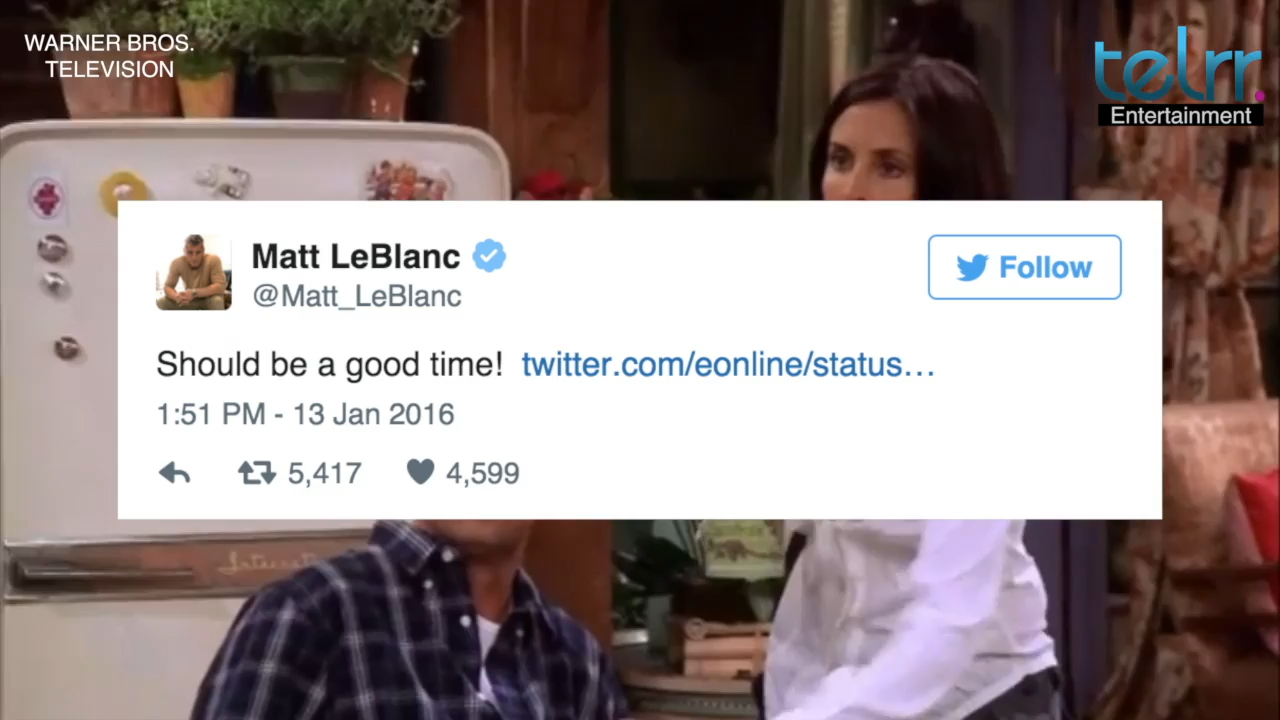 WARNER BROS.
TELEVISION
telrr.
Entertainment
Matt LeBlanc
@Matt_LeBlanc
Follow
Should be a good time! twitter.com/eonline/status…
1:51 PM - 13 Jan 2016
5,417 4,599